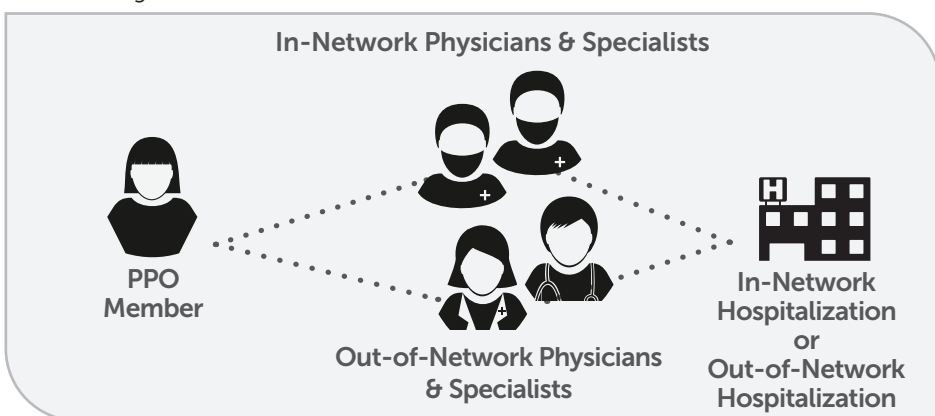 In-Network Physicians & Specialists
PPO
Member
H
Out-of-Network Physicians
& Specialists
In-Network
Hospitalization
or
Out-of-Network
Hospitalization